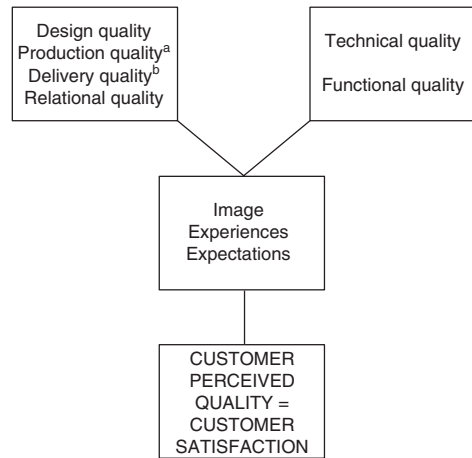 Design quality
Production qualityᵃ
Delivery qualityᵇ
Relational quality
Technical quality
Functional quality
Image
Experiences
Expectations
CUSTOMER
PERCEIVED
QUALITY =
CUSTOMER
SATISFACTION